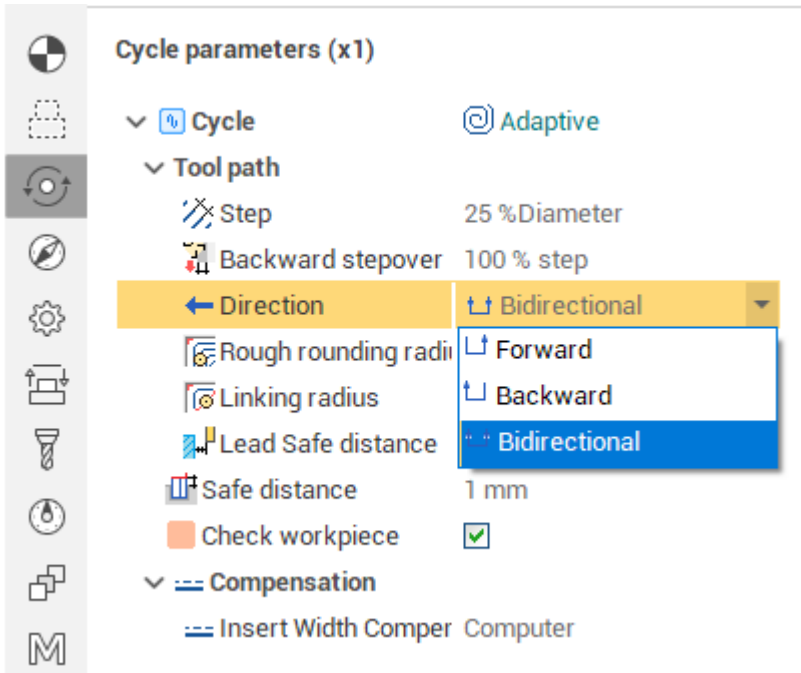 Cycle parameters (x1)
Cycle Adaptive
Tool path
Step 25 %Diameter
Backward stepover 100 % step
Direction Bidirectional
Rough rounding radi
Forward
Linking radius
Backward
Lead Safe distance
Bidirectional
Safe distance 1 mm
Check workpiece
Compensation
Insert Width Comper Computer
M